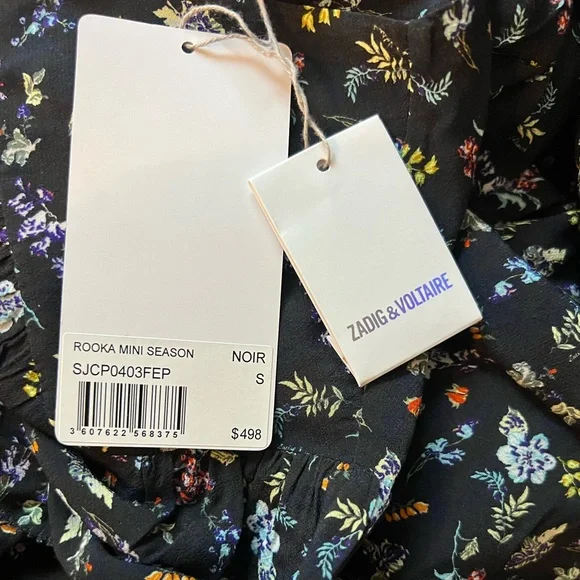 ZADIG&VOLTAIRE
ROOKA MINI SEASON NOIR
SJCP0403FEP S
3 607622 568375
$498